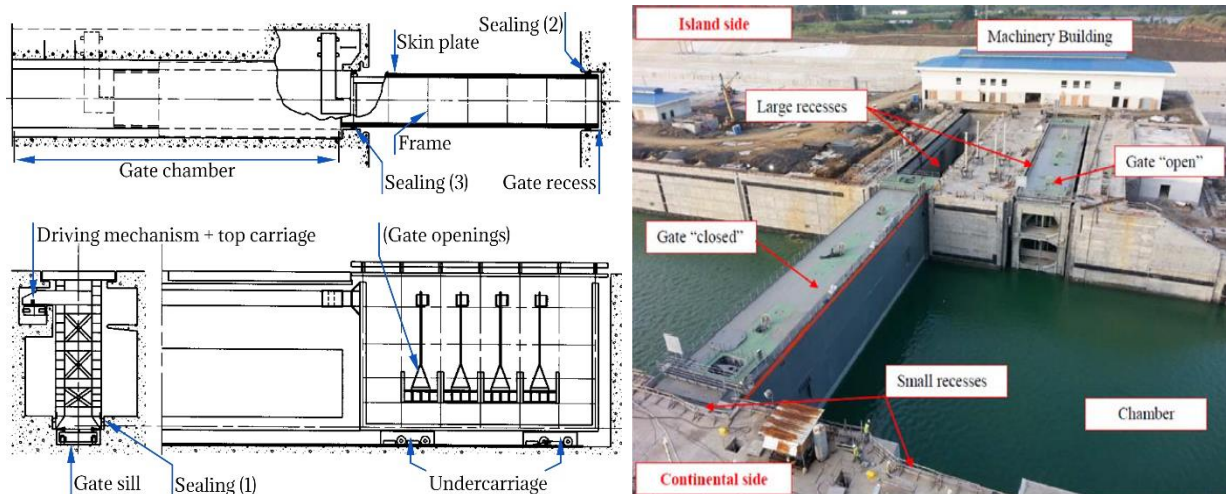 Sealing (2)
Skin plate
Frame
Gate chamber
Sealing (3)
Gate recess
Driving mechanism + top carriage
(Gate openings)
Gate sill
Sealing (1)
Undercarriage
Island side
Machinery Building
Large recesses
Gate “open”
Gate “closed”
Small recesses
Chamber
Continental side